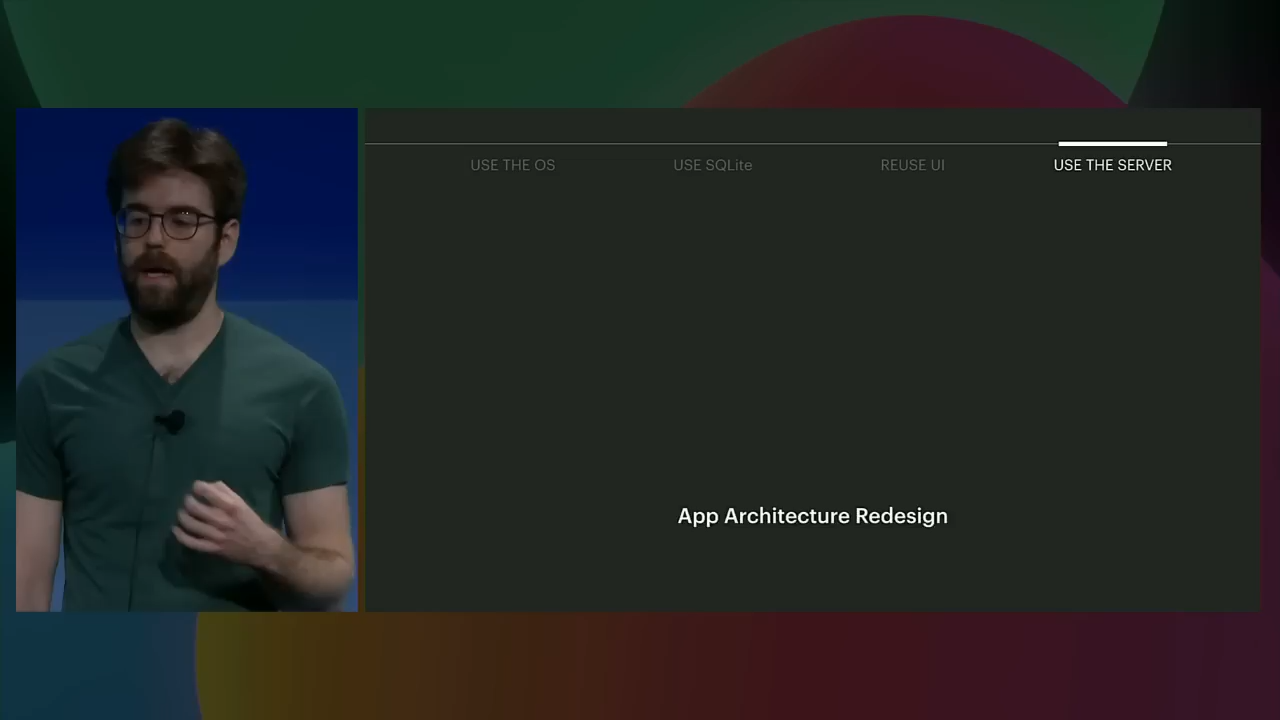 USE THE OS
USE SQLite
REUSE UI
USE THE SERVER
App Architecture Redesign